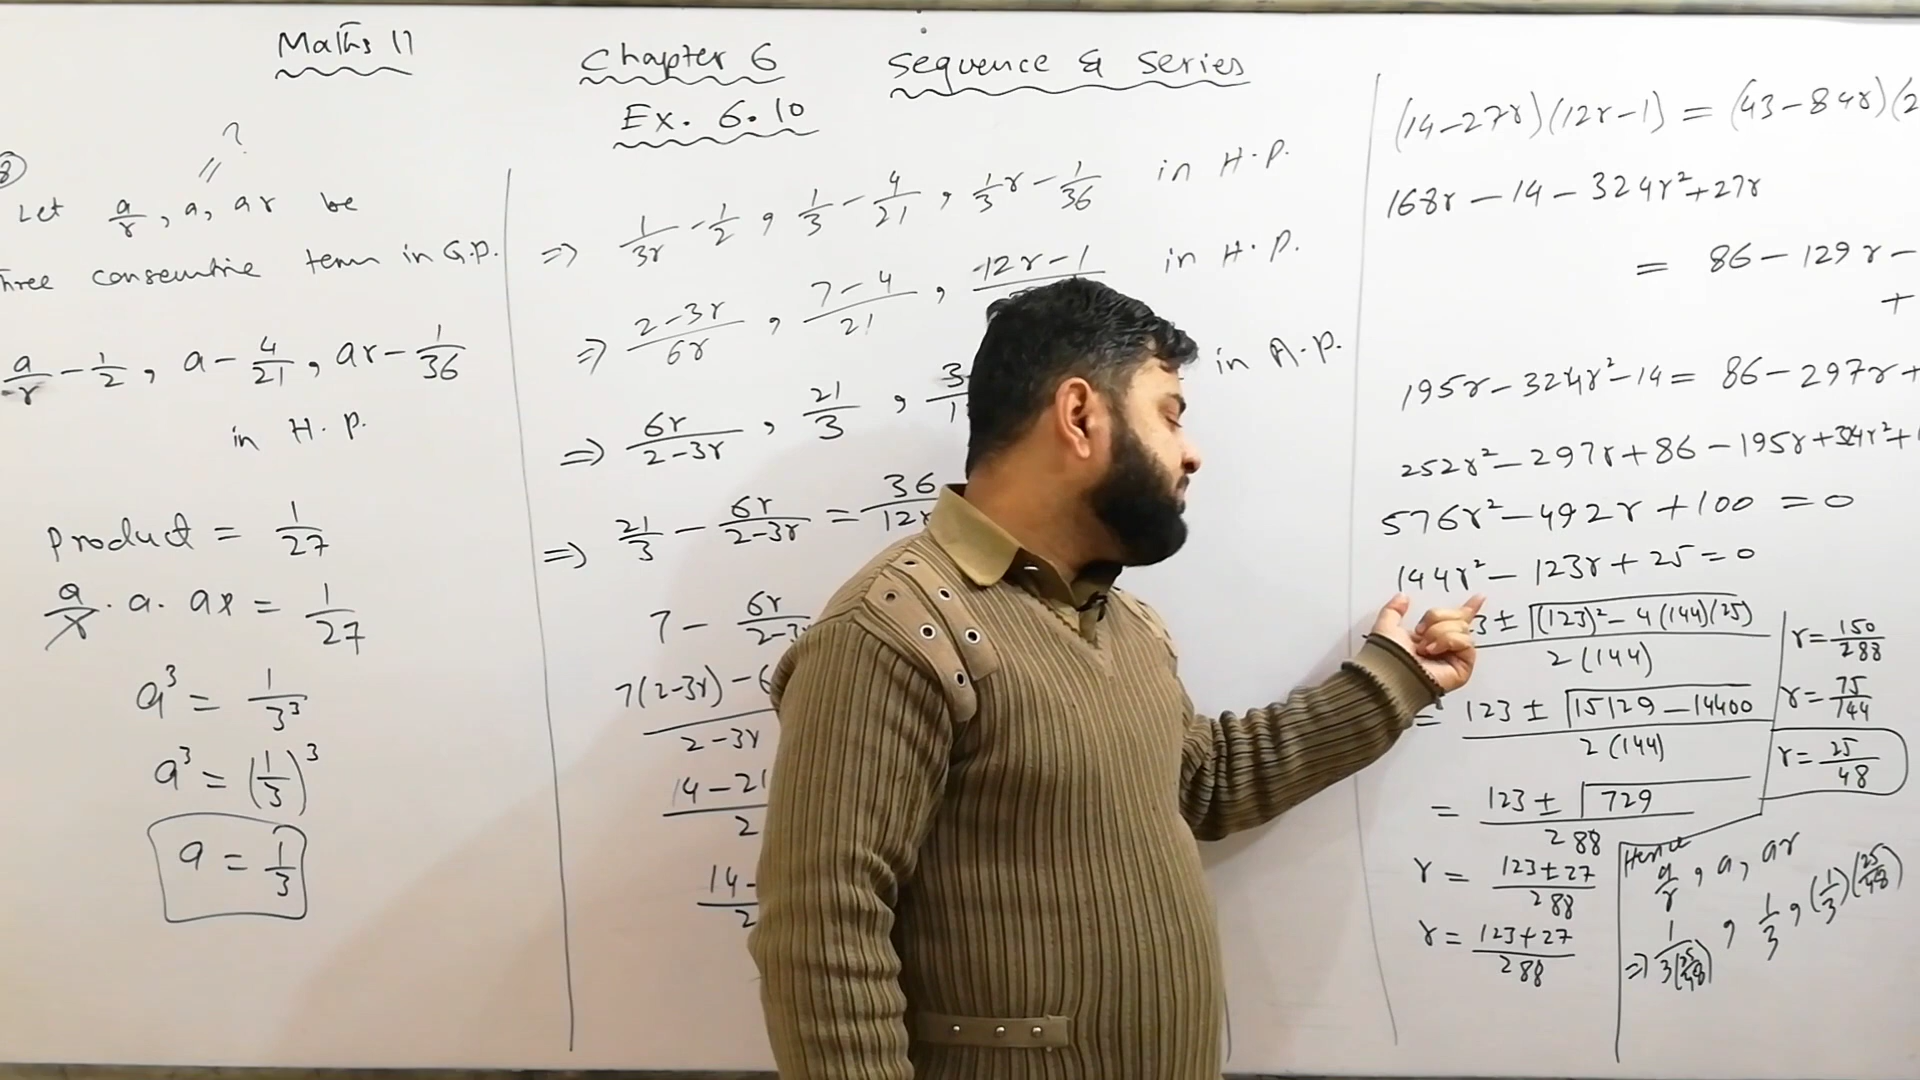 Maths 11
Chapter 6 Sequence & Series
Ex. 6.10
?
//
8
Let a/r, a, ar be
three consecutive term in G.P.
a/r - 1/2, a - 4/21, ar - 1/36
in H.P.
Product = 1/27
a/r · a · ar = 1/27
a³ = 1/3³
a³ = (1/3)³
a = 1/3
=> 1/3r - 1/2, 1/3 - 4/21, 1/3 r - 1/36 in H.P.
=> 2-3r/6r, 7-4/21, 12r-1 in H.P.
=> 6r/2-3r, 21/3, in A.P.
=> 21/3 - 6r/2-3r = 36/12r
7 - 6r/2-3r
7(2-3r) - 6
2-3r
14-21
2
14-
2
(14-27r)(12r-1) = (43-84r)(2
168r - 14 - 324r² + 27r
= 86 - 129r -
+
195r - 324r² - 14 = 86 - 297r +
252r² - 297r + 86 - 195r + 324r² + 1
576r² - 492r + 100 = 0
144r² - 123r + 25 = 0
3 ± √(123)² - 4(144)(25) / 2(144)
= 123 ± √15129 - 14400 / 2(144)
= 123 ± √729 / 288
r = 123 ± 27 / 288
r = 123 + 27 / 288
r = 150/288
r = 75/144
r = 25/48
Hence
a/r, a, ar
=> 1/3(25/48), 1/3, (1/3)(25/48)